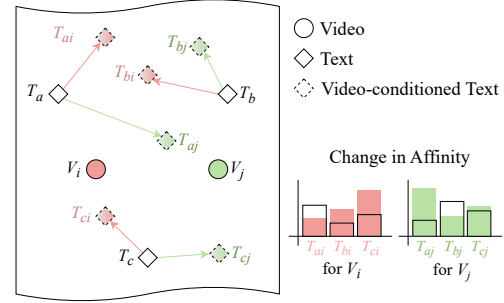 T_ai
T_bj
T_bi
T_a
T_b
T_aj
V_i
V_j
T_ci
T_c
T_cj
Video
Text
Video-conditioned Text
Change in Affinity
T_ai T_bi T_ci
T_aj T_bj T_cj
for V_i
for V_j